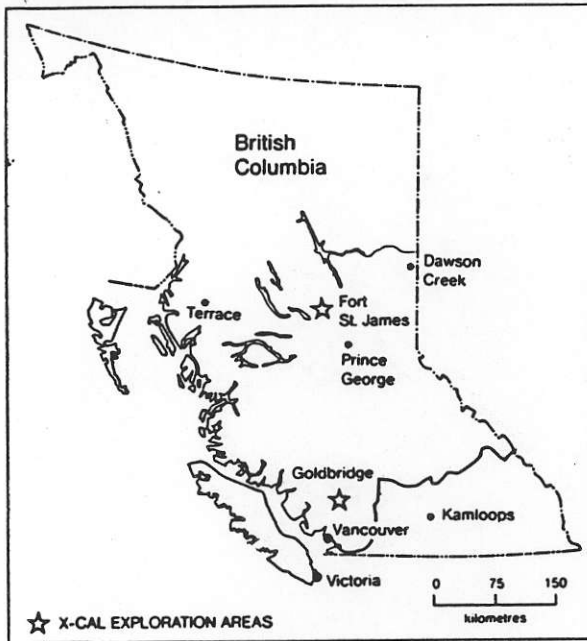 British
Columbia
Dawson
Creek
Fort
St. James
Terrace
Prince
George
Goldbridge
Kamloops
Vancouver
Victoria
0 75 150
kilometres
X-CAL EXPLORATION AREAS